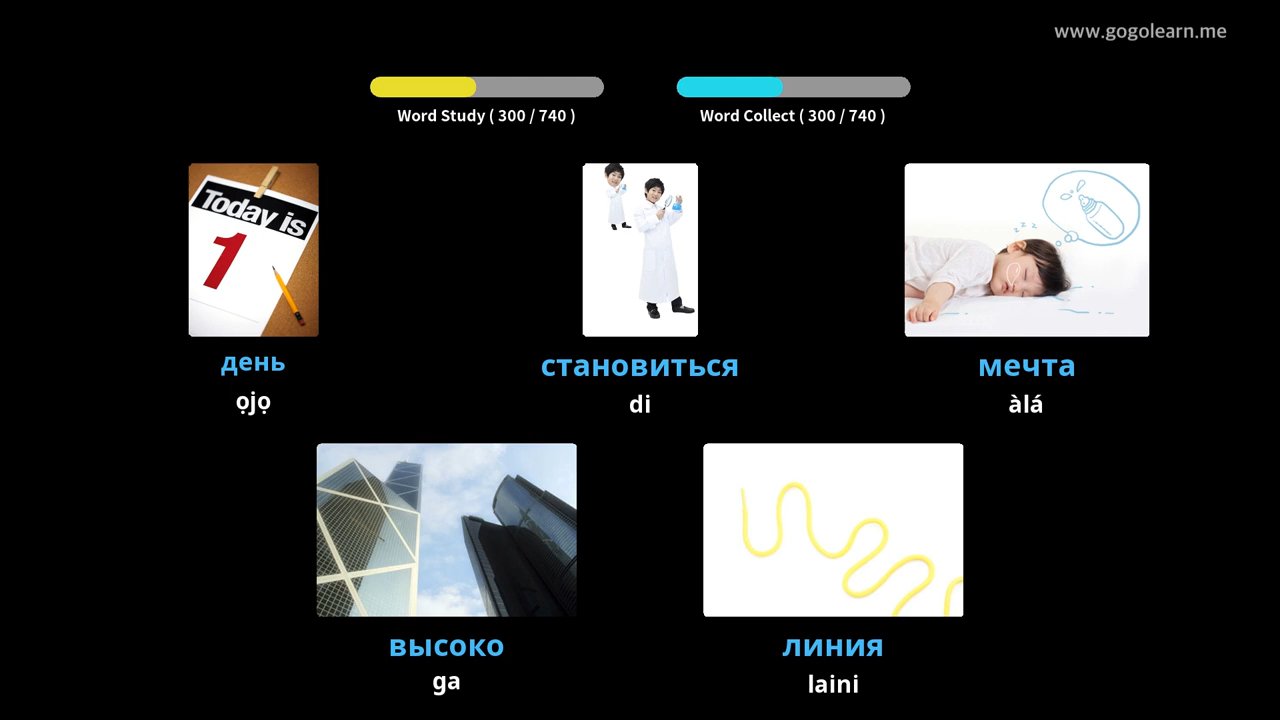 www.gogolearn.me
Word Study ( 300 / 740 )
Word Collect ( 300 / 740 )
Today is
1
день
ọjọ
становиться
di
мечта
àlá
высоко
ga
линия
laini